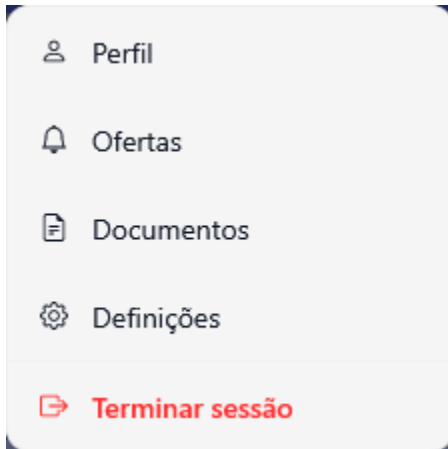 Perfil
Ofertas
Documentos
Definições
Terminar sessão